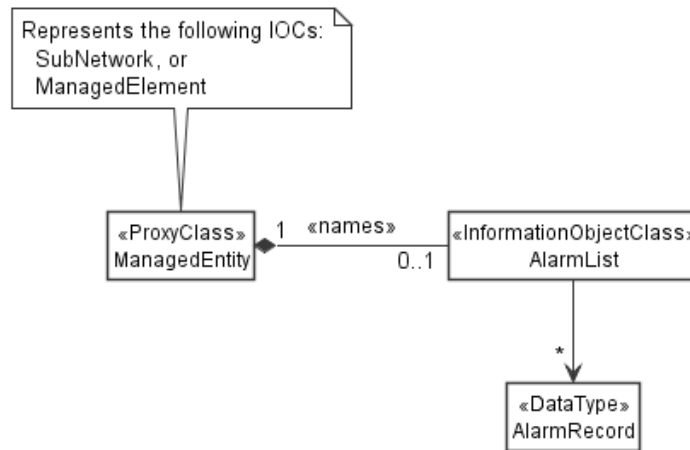 Represents the following IOCs:
SubNetwork, or
ManagedElement
«ProxyClass»
ManagedEntity
1
«names»
0..1
«InformationObjectClass»
AlarmList
*
«DataType»
AlarmRecord